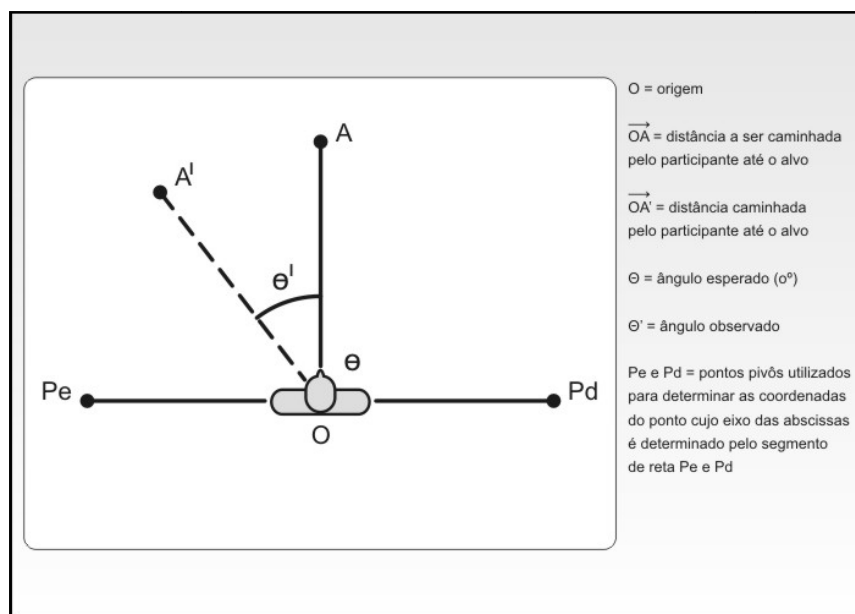 A
A'
Θ'
Θ
Pe
Pd
O
O = origem
OA = distância a ser caminhada
pelo participante até o alvo
OA' = distância caminhada
pelo participante até o alvo
Θ = ângulo esperado (oº)
Θ' = ângulo observado
Pe e Pd = pontos pivôs utilizados
para determinar as coordenadas
do ponto cujo eixo das abscissas
é determinado pelo segmento
de reta Pe e Pd